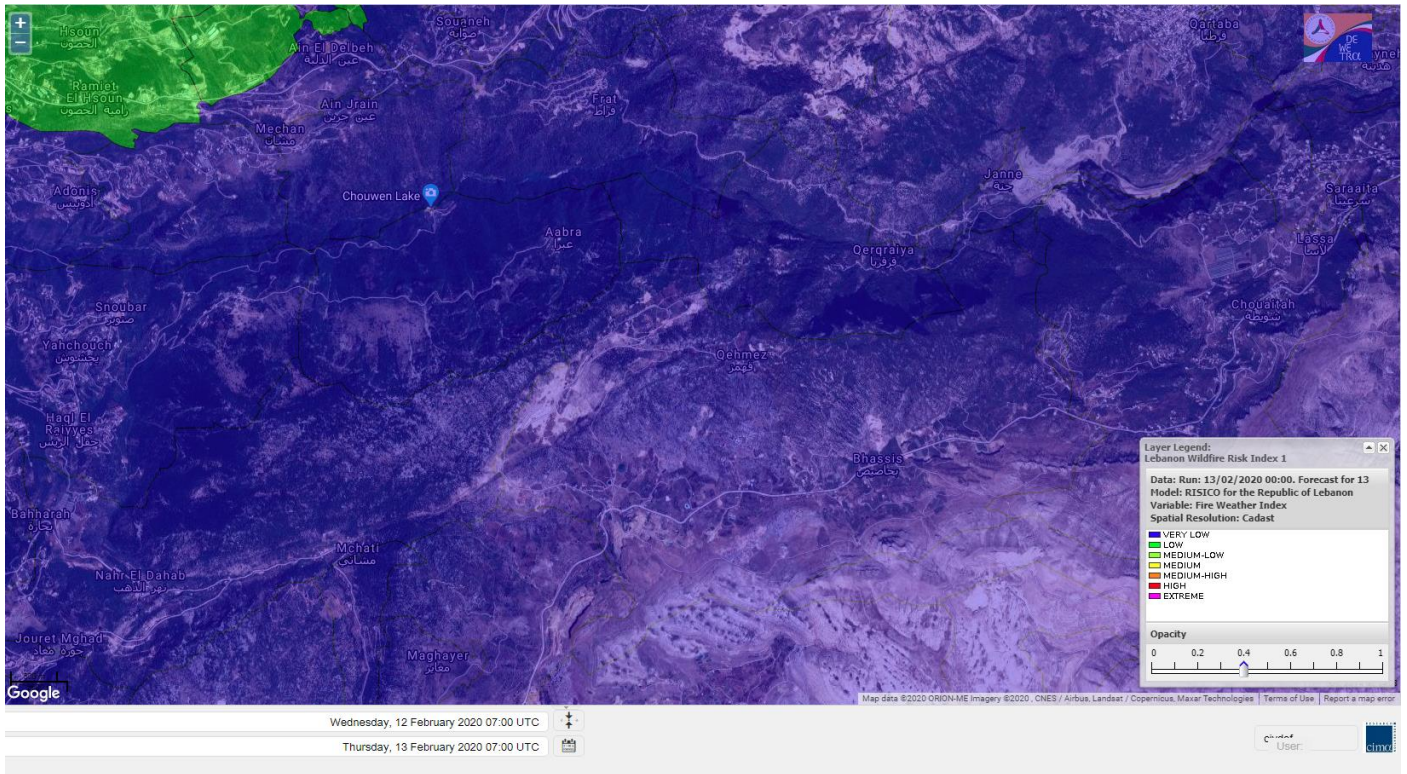 +
−
Hsoun
الحصون
Souaneh
صوانه
Qartaba
قرطبا
DE
WE
TRα
Ain El Delbeh
عين الدلبة
Ramiet
El Hsoun
رامية الحصون
Ain Jrain
عين جرين
Frat
فراط
Mechan
مشان
Janne
جنة
Adonis
أدونيس
Chouwen Lake
Saraaita
سرعيتا
Aabra
عبرا
Qerqraiya
قرقريا
Lassa
لاسا
Snoubar
صنوبر
Chouaitah
شويطة
Yahchouch
يحشوش
Qehmez
قهمز
Haql El
Raiyyes
حقل الريس
Bhassis
بحاصيص
Bahharah
بحارة
Mchati
مشاتي
Nahr El Dahab
نهر الذهب
Jouret Mghad
جورة مغاد
Maghayer
مغاير
Layer Legend:
Lebanon Wildfire Risk Index 1
Data: Run: 13/02/2020 00:00. Forecast for 13
Model: RISICO for the Republic of Lebanon
Variable: Fire Weather Index
Spatial Resolution: Cadast
VERY LOW
LOW
MEDIUM-LOW
MEDIUM
MEDIUM-HIGH
HIGH
EXTREME
Opacity
0 0.2 0.4 0.6 0.8 1
Google
Map data ©2020 ORION-ME Imagery ©2020 , CNES / Airbus, Landsat / Copernicus, Maxar Technologies Terms of Use Report a map error
Wednesday, 12 February 2020 07:00 UTC
Thursday, 13 February 2020 07:00 UTC
User:
cima